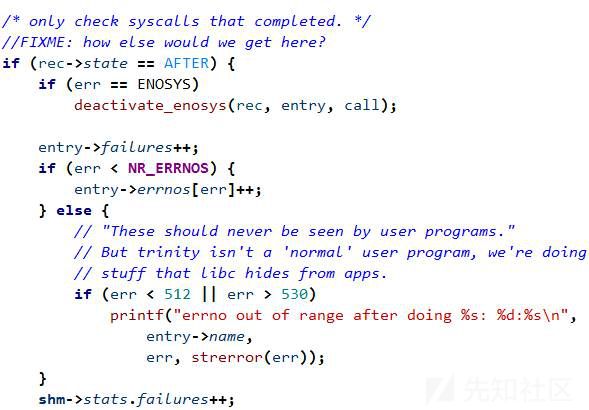 /* only check syscalls that completed. */
//FIXME: how else would we get here?
if (rec->state == AFTER) {
    if (err == ENOSYS)
        deactivate_enosys(rec, entry, call);

    entry->failures++;
    if (err < NR_ERRNOS) {
        entry->errnos[err]++;
    } else {
        // "These should never be seen by user programs."
        // But trinity isn't a 'normal' user program, we're doing
        // stuff that libc hides from apps.
        if (err < 512 || err > 530)
            printf("errno out of range after doing %s: %d:%s\n",
                entry->name,
                err, strerror(err));
    }
    shm->stats.failures++;
先知社区